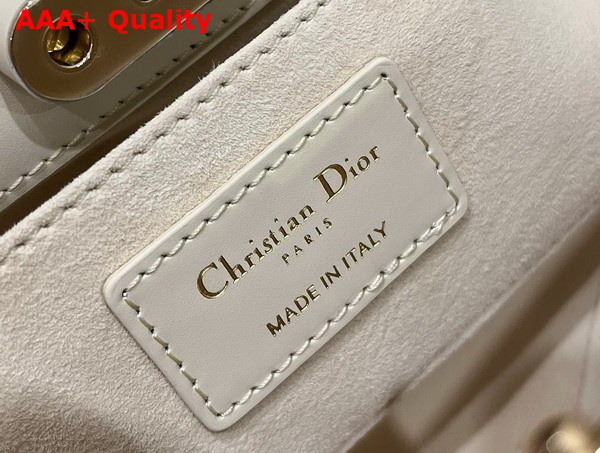 AAA+ Quality
Christian Dior
PARIS
MADE IN ITALY